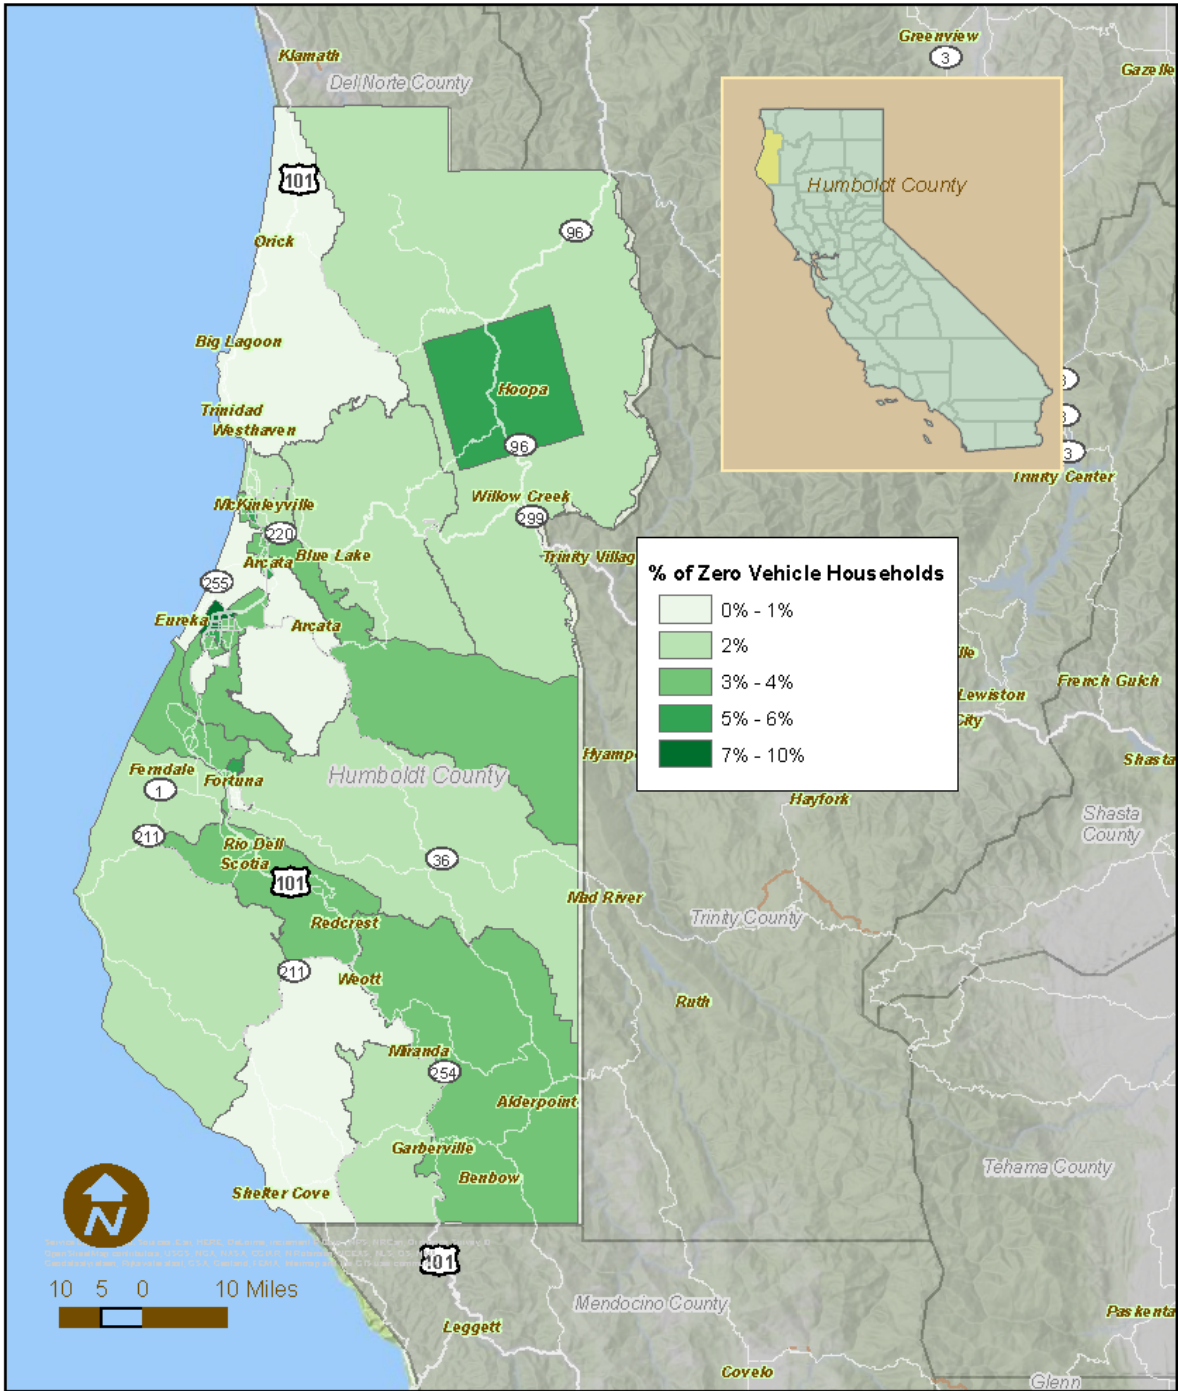 Klamath
Del Norte County
Greenview
3
Gazelle
101
Humboldt County
96
Orick
Big Lagoon
Hoopa
3
Trinidad
Westhaven
96
3
Trinity Center
McKinleyville
Willow Creek
299
220
Arcata
Blue Lake
Trinity Villag
255
Eureka
Arcata
% of Zero Vehicle Households
0% - 1%
2%
3% - 4%
5% - 6%
7% - 10%
French Gulch
Lewiston
City
Hyampo
Shasta
Ferndale
Fortuna
Humboldt County
1
Hayfork
Shasta
County
211
Rio Dell
Scotia
36
101
Mad River
Redcrest
Trinity County
211
Weott
Ruth
Miranda
254
Alderpoint
Garberville
Benbow
Tehama County
Shelter Cove
N
101
10 5 0 10 Miles
Mendocino County
Leggett
Paskenta
Covelo
Glenn